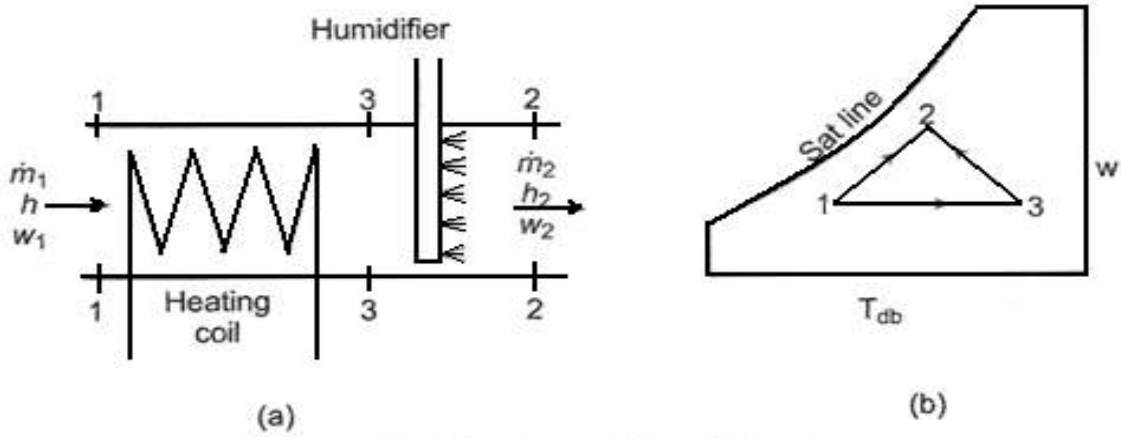 Humidifier
1 3 2
ṁ₁
h
w₁
ṁ₂
h₂
w₂
1 3 2
Heating
coil
(a)
Sat line
2
1 3
w
T_db
(b)